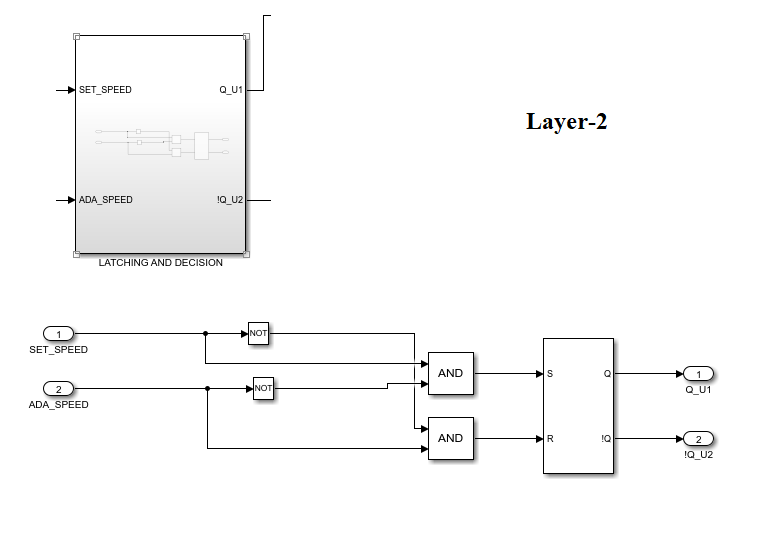 SET_SPEED
Q_U1
Layer-2
ADA_SPEED
!Q_U2
LATCHING AND DECISION
1
NOT
SET_SPEED
AND
S
Q
1
2
NOT
Q_U1
ADA_SPEED
AND
R
!Q
2
!Q_U2